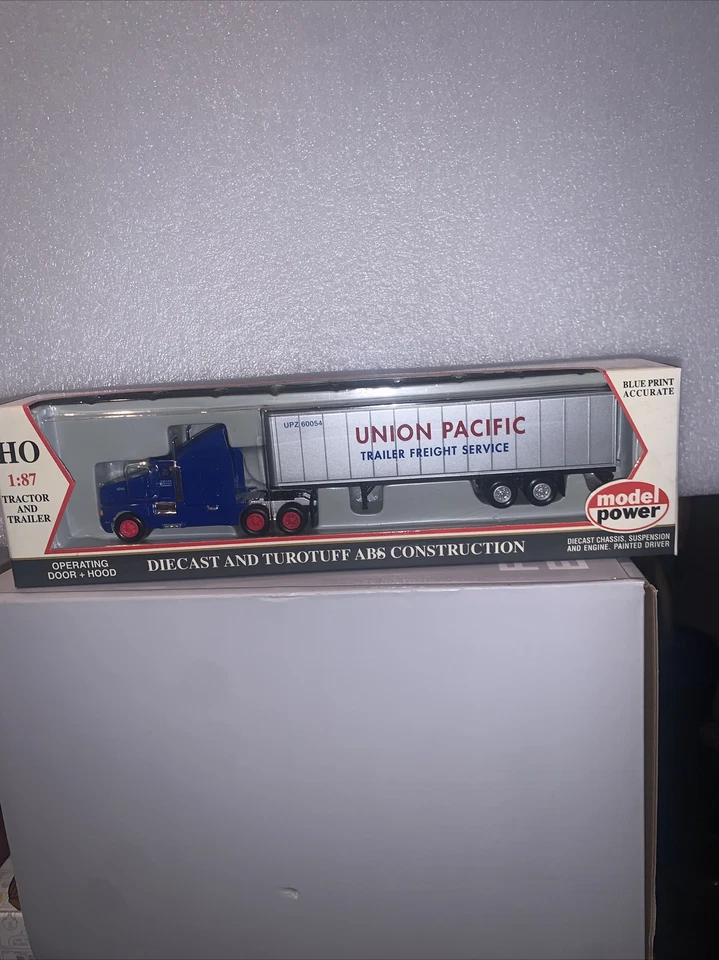 HO
1:87
TRACTOR
AND
TRAILER
OPERATING
DOOR + HOOD
UPZ 60054
UNION PACIFIC
TRAILER FREIGHT SERVICE
BLUE PRINT
ACCURATE
model
power
DIECAST AND TUROTUFF ABS CONSTRUCTION
DIECAST CHASSIS, SUSPENSION
AND ENGINE. PAINTED DRIVER